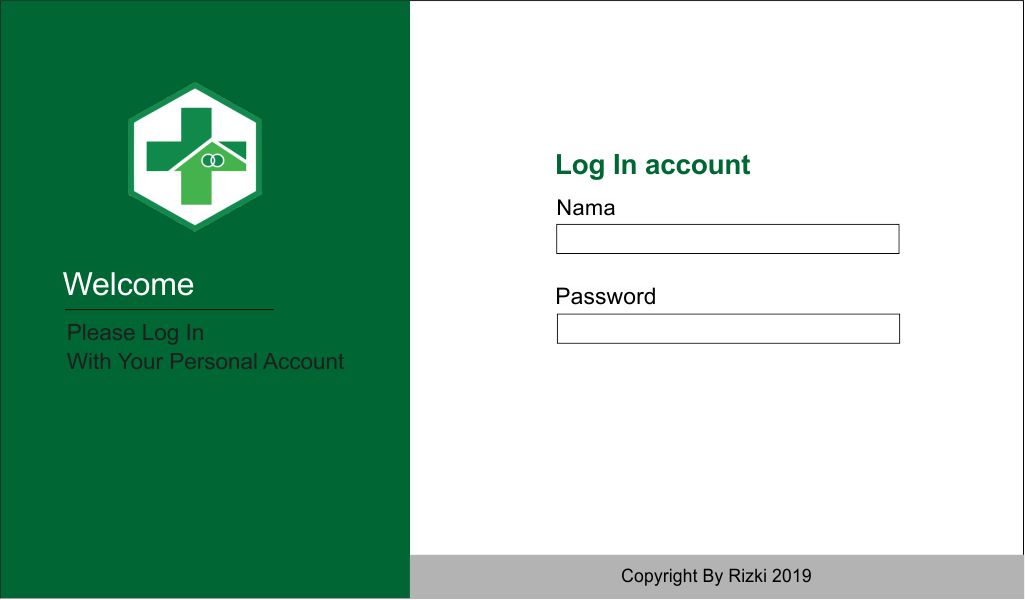 Welcome
Please Log In
With Your Personal Account
Log In account
Nama
Password
Copyright By Rizki 2019